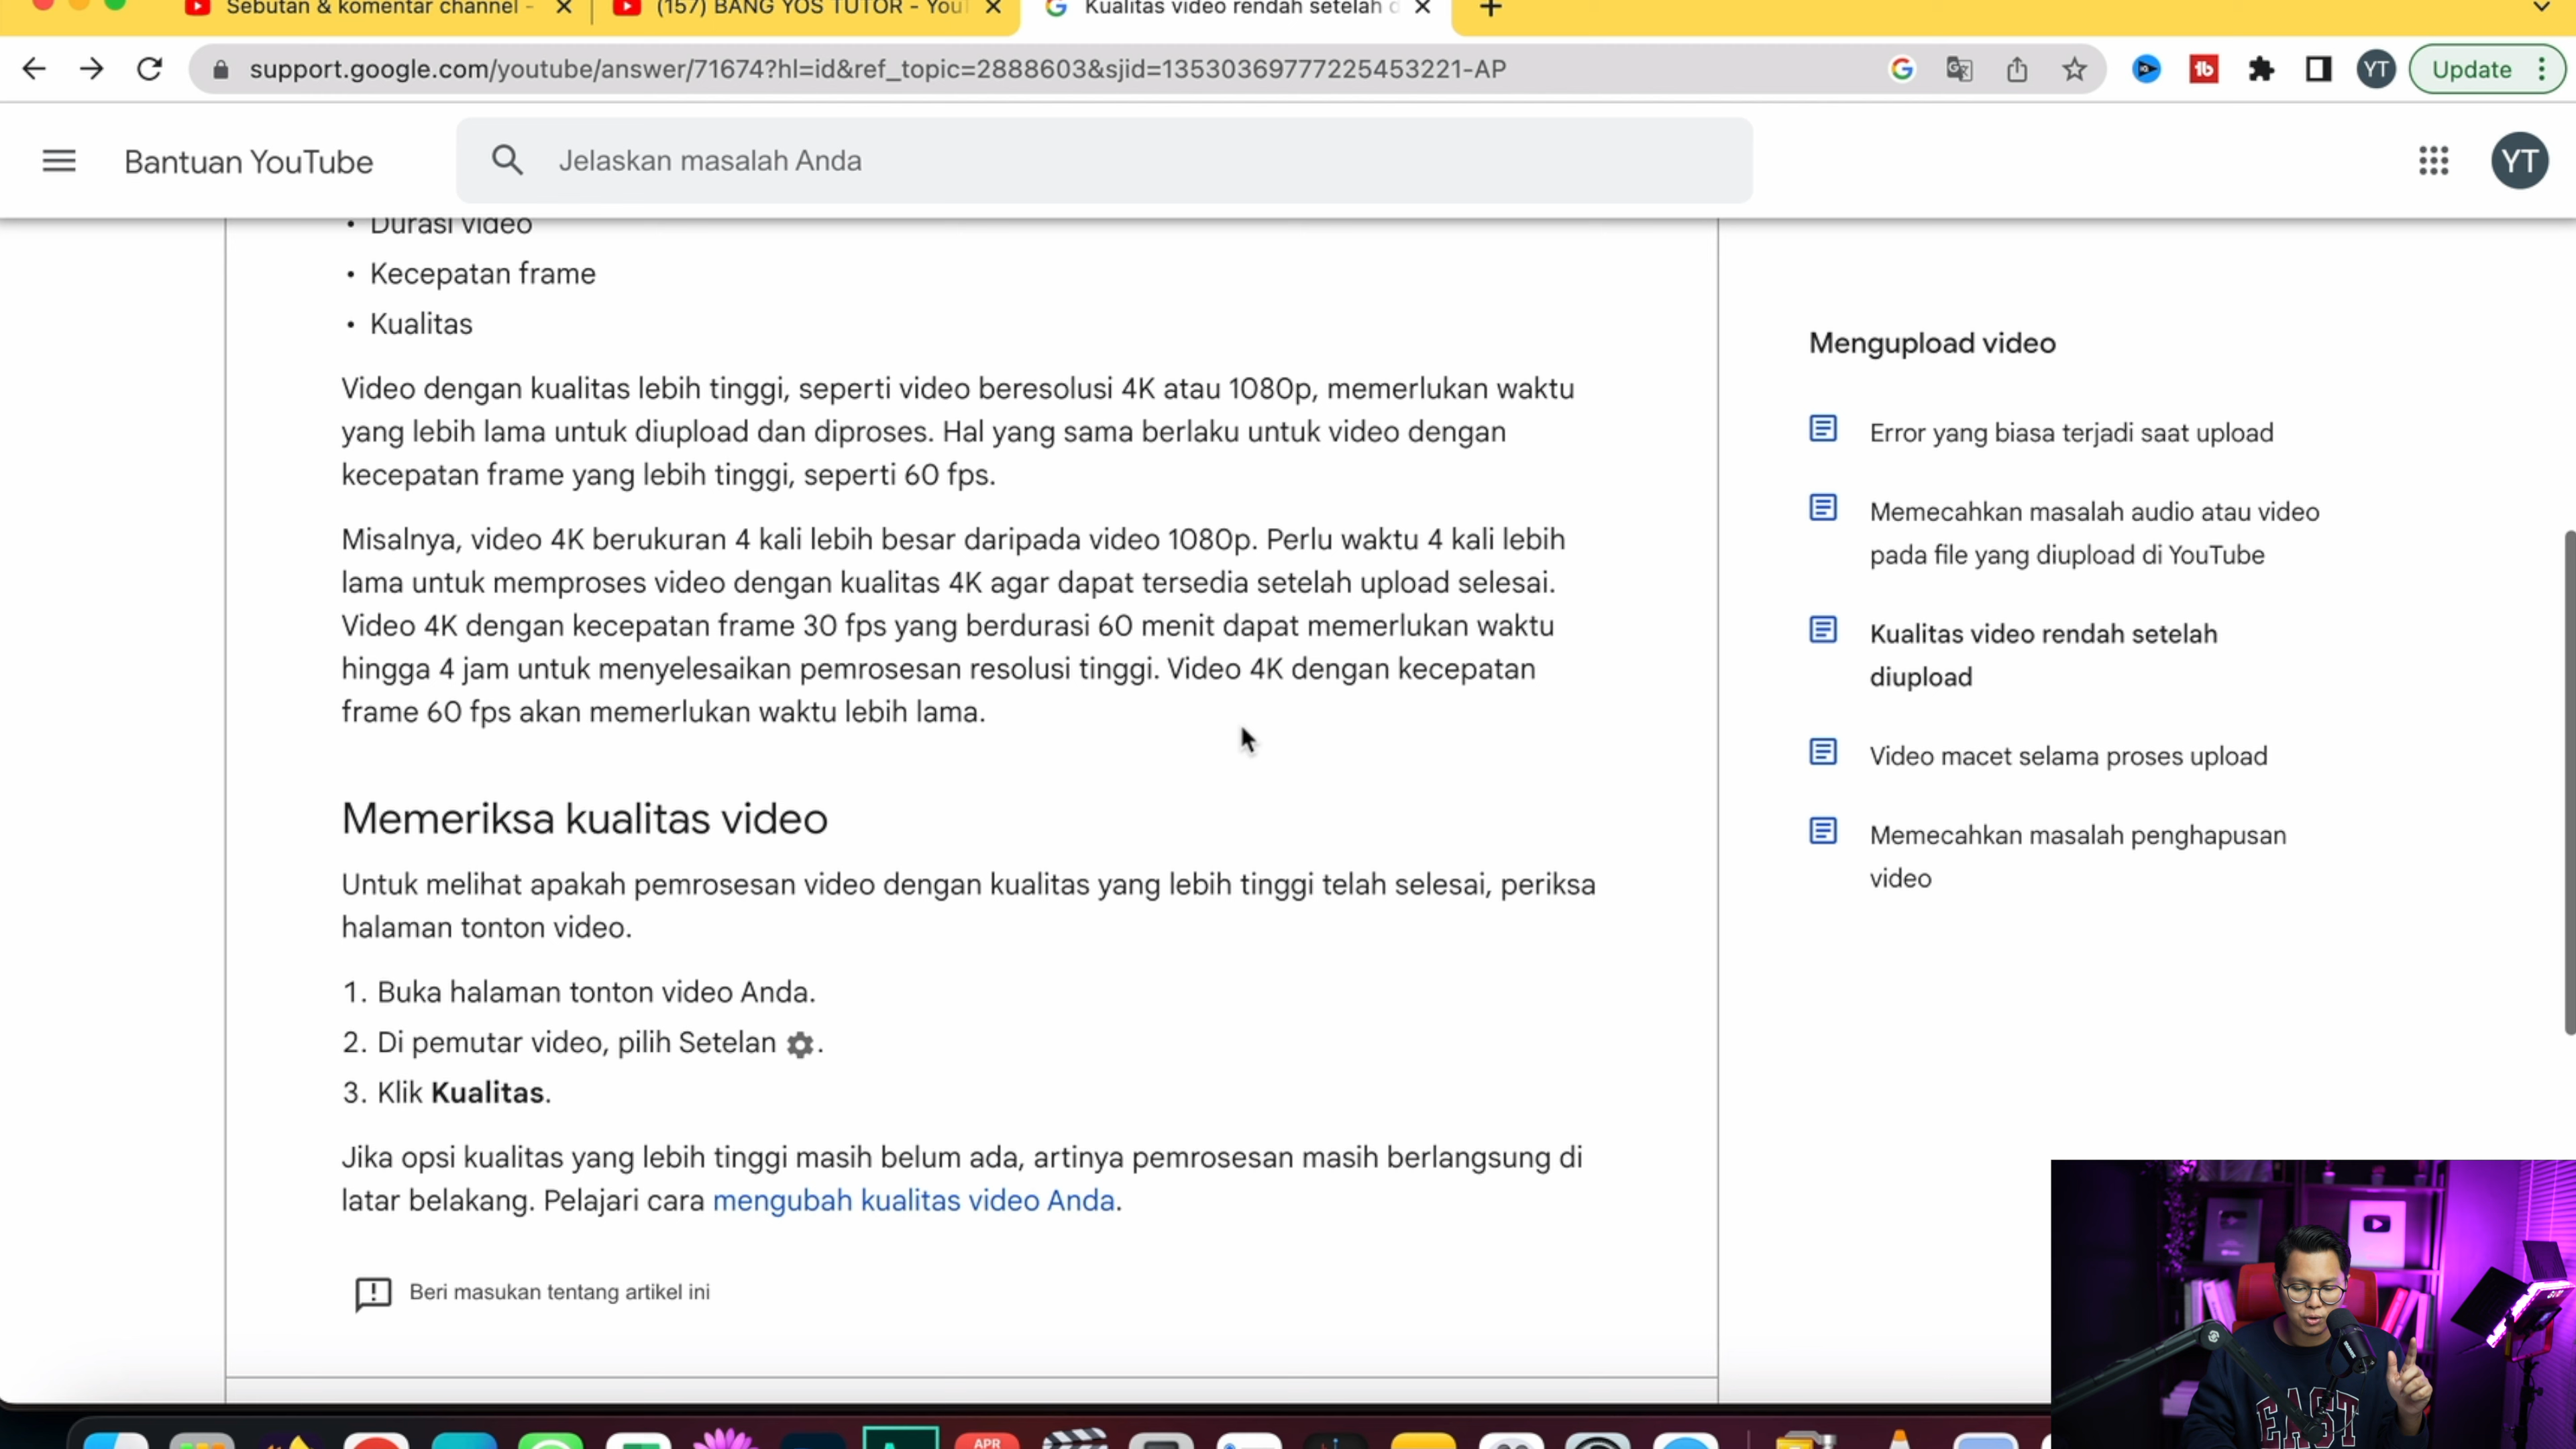 Sebutan & komentar channel -
(157) BANG YOS TUTOR - You
Kualitas video rendah setelah d
support.google.com/youtube/answer/71674?hl=id&ref_topic=2888603&sjid=13530369777225453221-AP
YT
Update
Bantuan YouTube
Jelaskan masalah Anda
YT
• Durasi video
• Kecepatan frame
• Kualitas
Video dengan kualitas lebih tinggi, seperti video beresolusi 4K atau 1080p, memerlukan waktu
yang lebih lama untuk diupload dan diproses. Hal yang sama berlaku untuk video dengan
kecepatan frame yang lebih tinggi, seperti 60 fps.
Misalnya, video 4K berukuran 4 kali lebih besar daripada video 1080p. Perlu waktu 4 kali lebih
lama untuk memproses video dengan kualitas 4K agar dapat tersedia setelah upload selesai.
Video 4K dengan kecepatan frame 30 fps yang berdurasi 60 menit dapat memerlukan waktu
hingga 4 jam untuk menyelesaikan pemrosesan resolusi tinggi. Video 4K dengan kecepatan
frame 60 fps akan memerlukan waktu lebih lama.
Memeriksa kualitas video
Untuk melihat apakah pemrosesan video dengan kualitas yang lebih tinggi telah selesai, periksa
halaman tonton video.
1. Buka halaman tonton video Anda.
2. Di pemutar video, pilih Setelan .
3. Klik Kualitas.
Jika opsi kualitas yang lebih tinggi masih belum ada, artinya pemrosesan masih berlangsung di
latar belakang. Pelajari cara mengubah kualitas video Anda.
Beri masukan tentang artikel ini
Mengupload video
Error yang biasa terjadi saat upload
Memecahkan masalah audio atau video
pada file yang diupload di YouTube
Kualitas video rendah setelah
diupload
Video macet selama proses upload
Memecahkan masalah penghapusan
video
APR
EAST